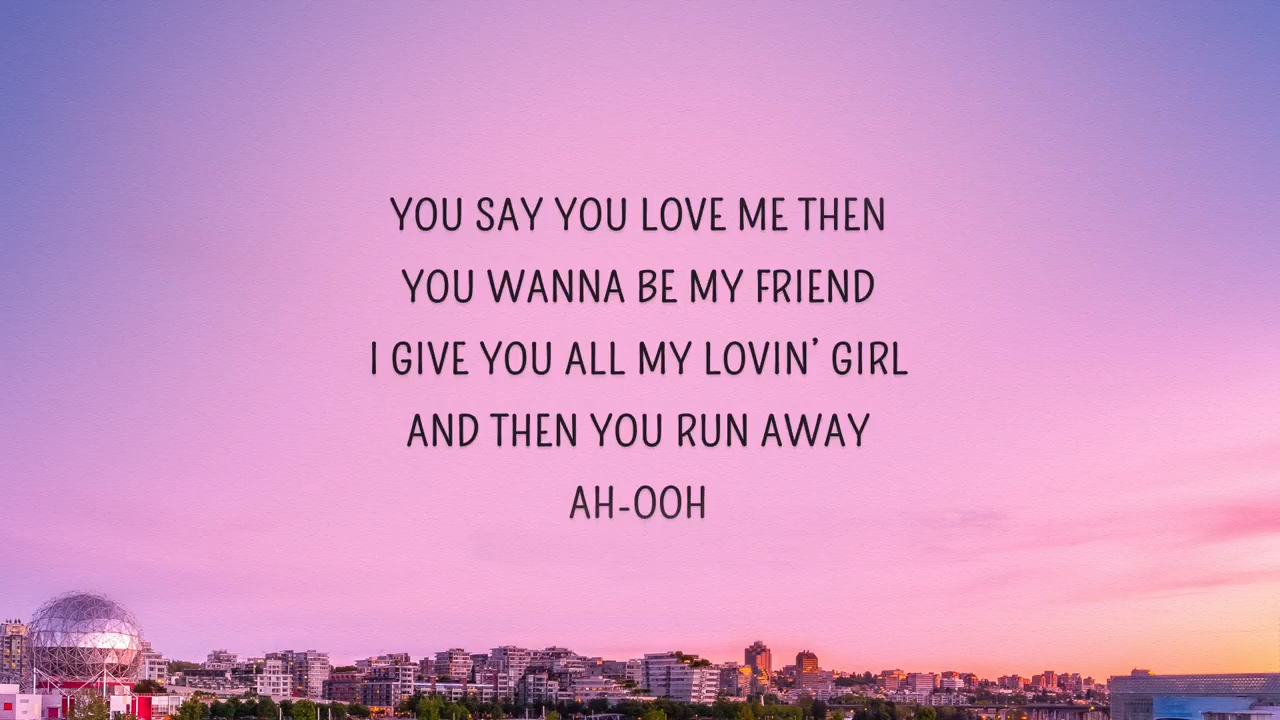 YOU SAY YOU LOVE ME THEN
YOU WANNA BE MY FRIEND
I GIVE YOU ALL MY LOVIN’ GIRL
AND THEN YOU RUN AWAY
AH-OOH